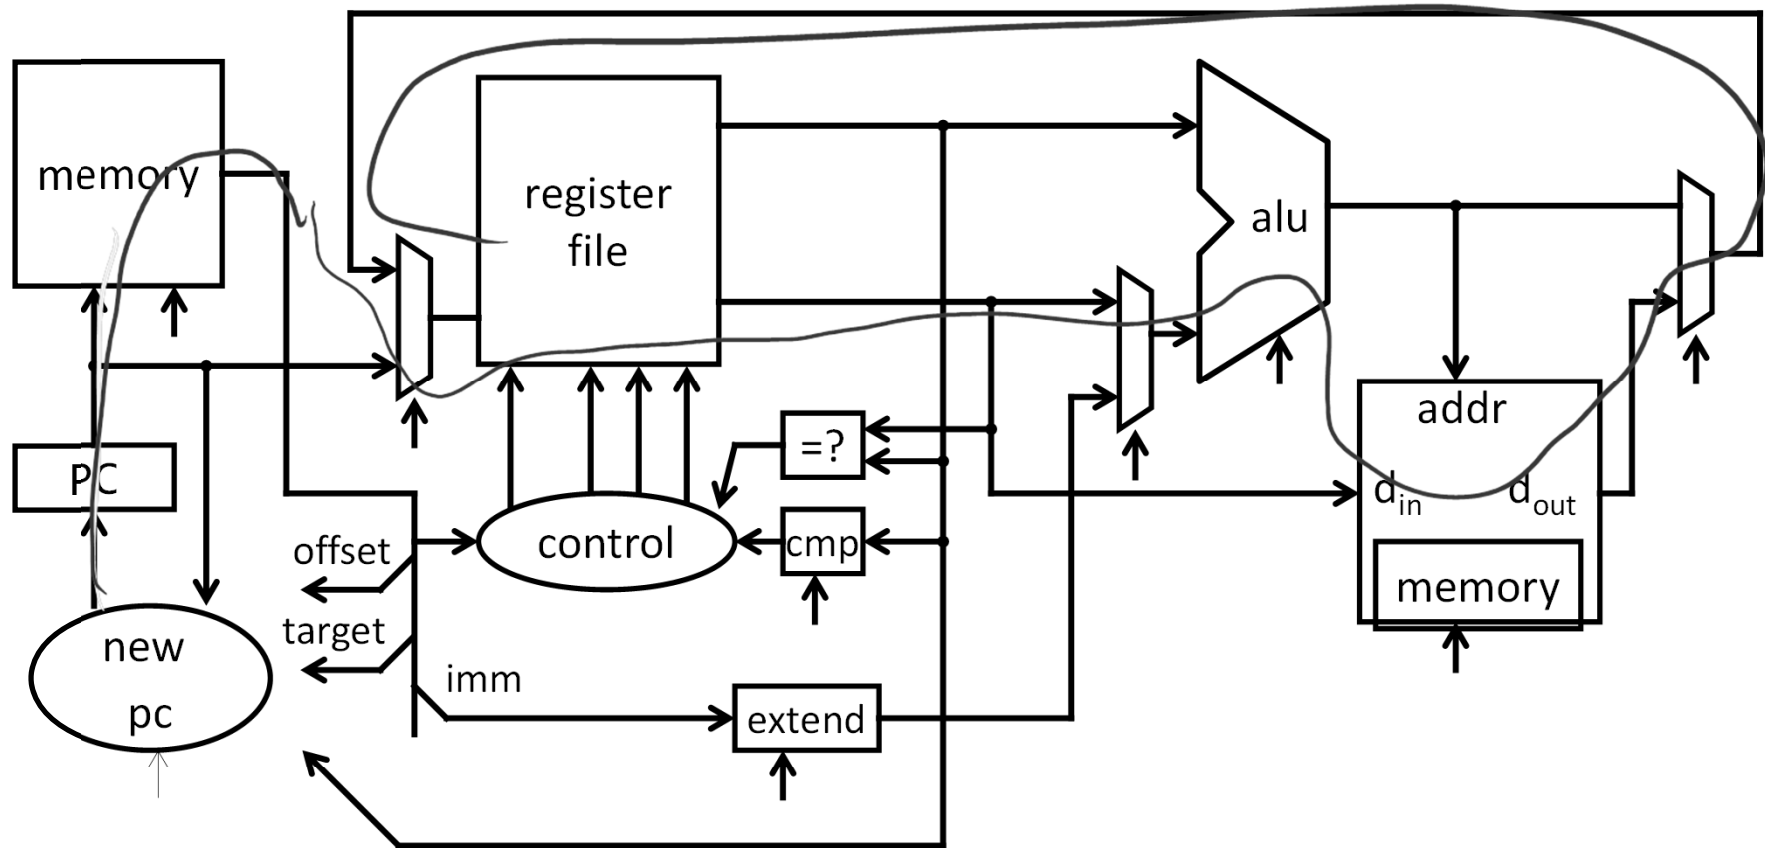 memory
register
file
alu
addr
PC
=?
d_in
d_out
offset
control
cmp
memory
target
new
pc
imm
extend